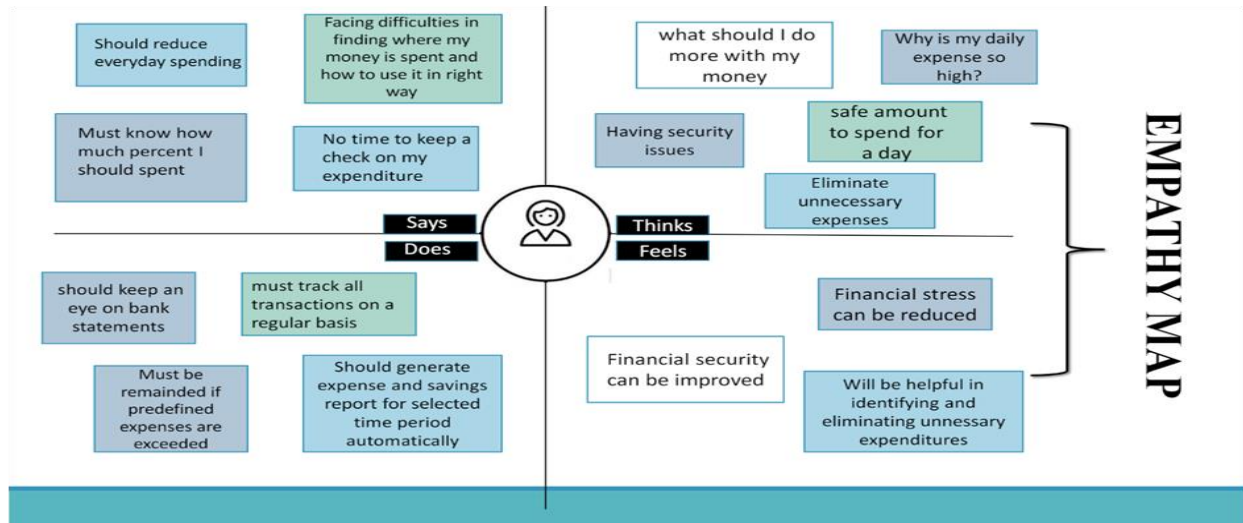 Should reduce
everyday spending
Facing difficulties in
finding where my
money is spent and
how to use it in right
way
Must know how
much percent I
should spent
No time to keep a
check on my
expenditure
what should I do
more with my
money
Why is my daily
expense so
high?
Having security
issues
safe amount
to spend for
a day
Eliminate
unnecessary
expenses
Says
Thinks
Does
Feels
should keep an
eye on bank
statements
must track all
transactions on a
regular basis
Must be
remainded if
predefined
expenses are
exceeded
Should generate
expense and savings
report for selected
time period
automatically
Financial stress
can be reduced
Financial security
can be improved
Will be helpful in
identifying and
eliminating unnessary
expenditures
EMPATHY MAP